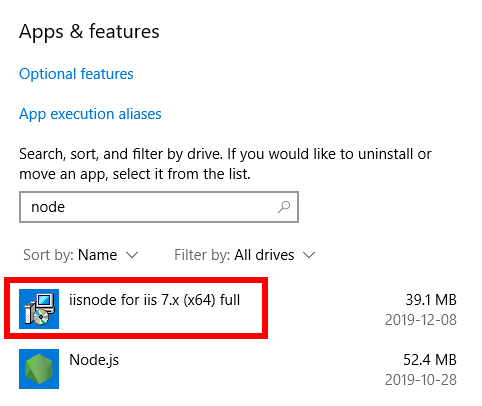 Apps & features
Optional features
App execution aliases
Search, sort, and filter by drive. If you would like to uninstall or
move an app, select it from the list.
node
Sort by: Name Filter by: All drives
iisnode for iis 7.x (x64) full 39.1 MB
2019-12-08
Node.js 52.4 MB
2019-10-28